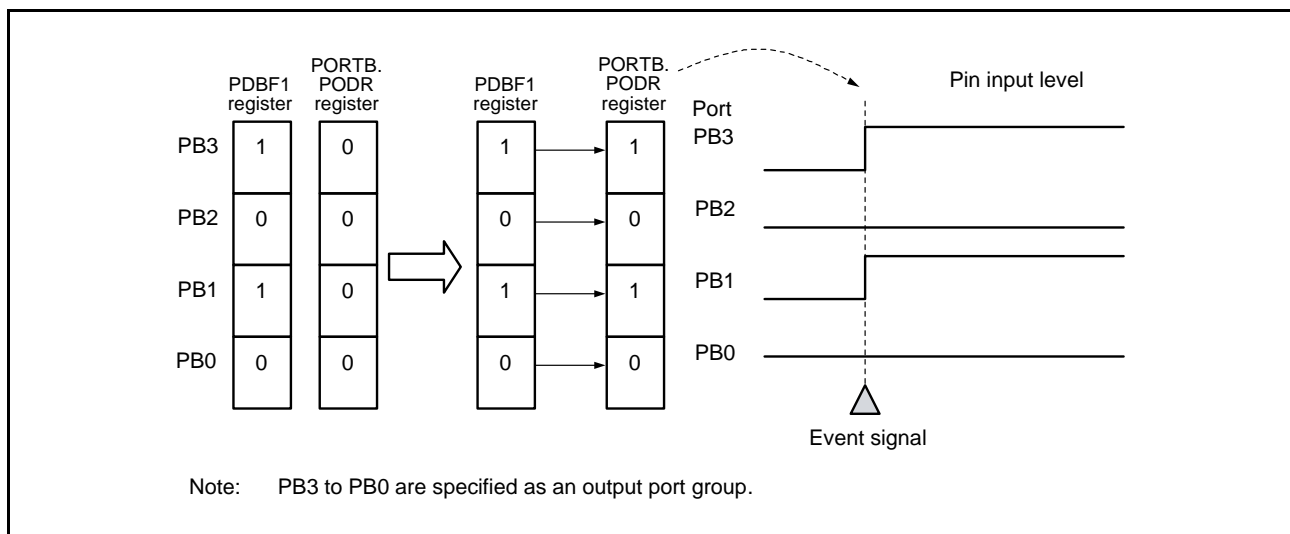 PDBF1 register
PORTB. PODR register
PDBF1 register
PORTB. PODR register
Pin input level
Port
PB3 1 0 1 1 PB3
PB2 0 0 0 0 PB2
PB1 1 0 1 1 PB1
PB0 0 0 0 0 PB0
Event signal
Note: PB3 to PB0 are specified as an output port group.